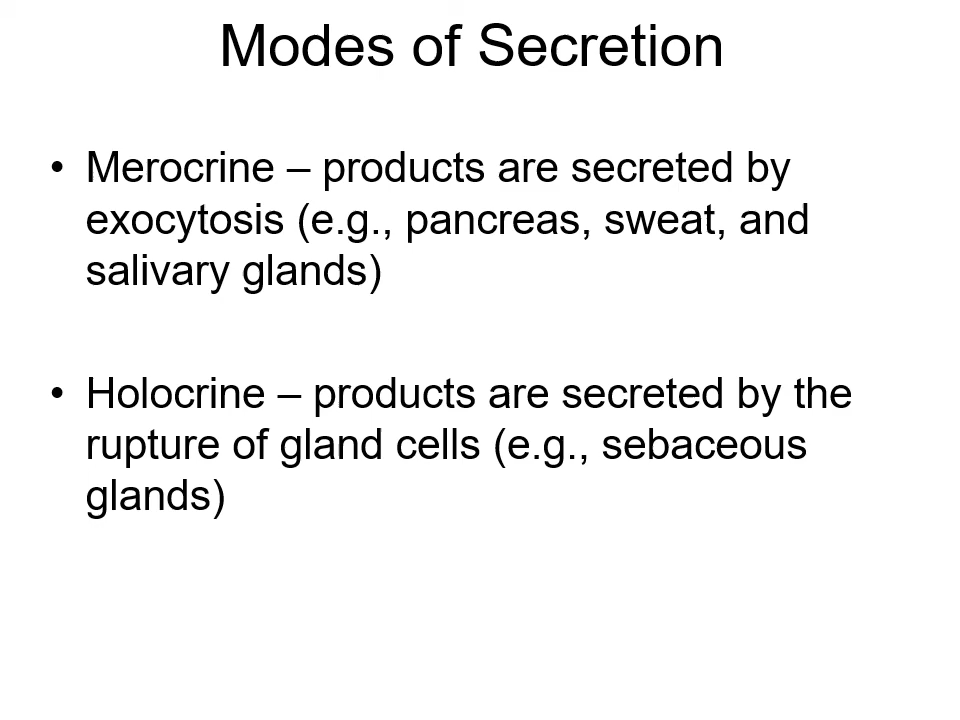 Modes of Secretion
• Merocrine – products are secreted by
exocytosis (e.g., pancreas, sweat, and
salivary glands)
• Holocrine – products are secreted by the
rupture of gland cells (e.g., sebaceous
glands)